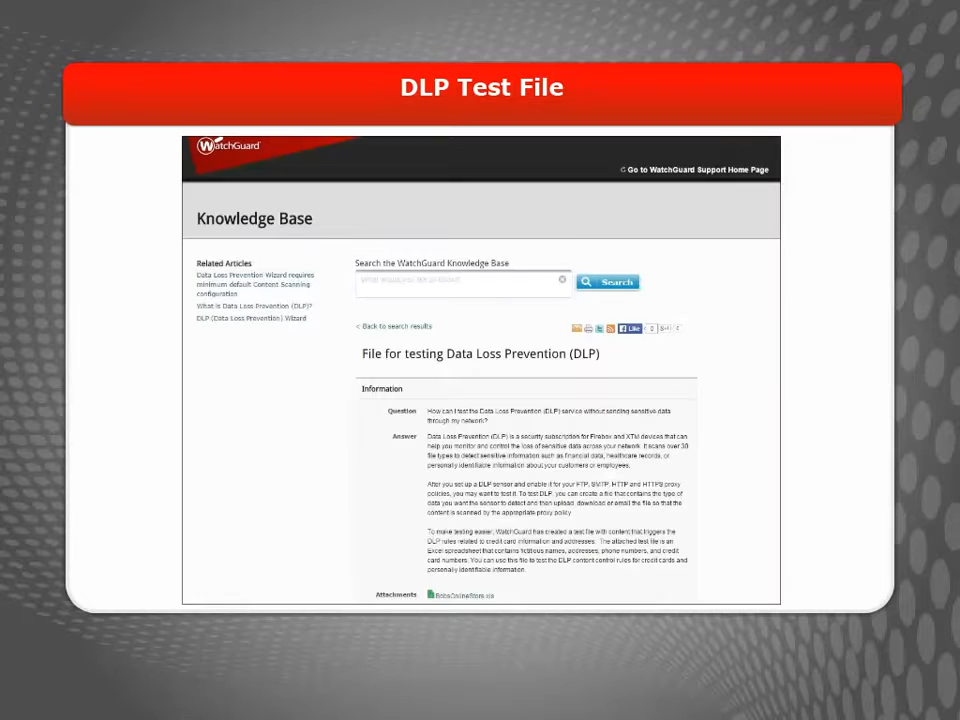 DLP Test File
WatchGuard
Go to WatchGuard Support Home Page
Knowledge Base
Related Articles
Data Loss Prevention Wizard requires
minimum default Content Scanning
configuration
What is Data Loss Prevention (DLP)?
DLP (Data Loss Prevention) Wizard
Search the WatchGuard Knowledge Base
Search
< Back to search results
Like
0
File for testing Data Loss Prevention (DLP)
Information
Question
How can I test the Data Loss Prevention (DLP) service without sending sensitive data
through my network?
Answer
Data Loss Prevention (DLP) is a security subscription for Firebox and XTM devices that can
help you monitor and control the loss of sensitive data across your network. It scans over 30
file types to detect sensitive information such as financial data, healthcare records, or
personally identifiable information about your customers or employees.
After you set up a DLP sensor and enable it for your FTP, SMTP, HTTP and HTTPS proxy
policies, you may want to test it. To test DLP, you can create a file that contains the type of
data you want the sensor to detect and then upload, download or email the file so that the
content is scanned by the appropriate proxy policy.
To make testing easier, WatchGuard has created a test file with content that triggers the
DLP rules related to credit card information and addresses. The attached test file is an
Excel spreadsheet that contains fictitious names, addresses, phone numbers, and credit
card numbers. You can use this file to test the DLP content control rules for credit cards and
personally identifiable information.
Attachments
BobsOnlineStore.xls